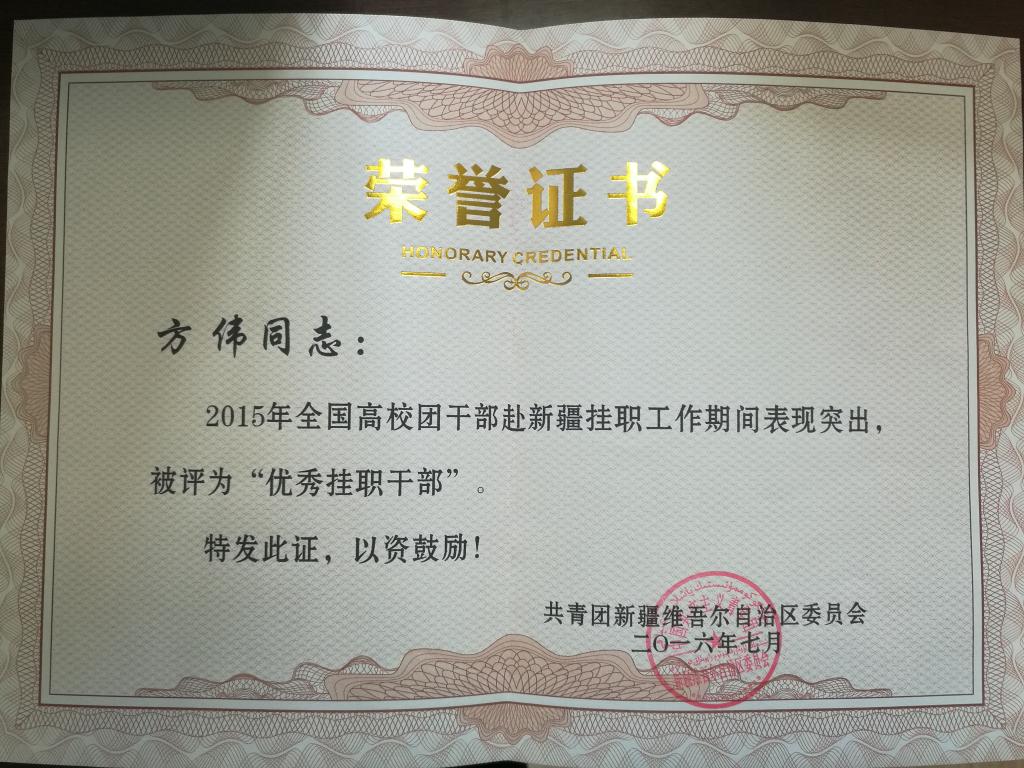 荣誉证书
HONORARY CREDENTIAL
方伟同志：
2015年全国高校团干部赴新疆挂职工作期间表现突出，
被评为“优秀挂职干部”。
特发此证，以资鼓励！
共青团新疆维吾尔自治区委员会
二〇一六年七月